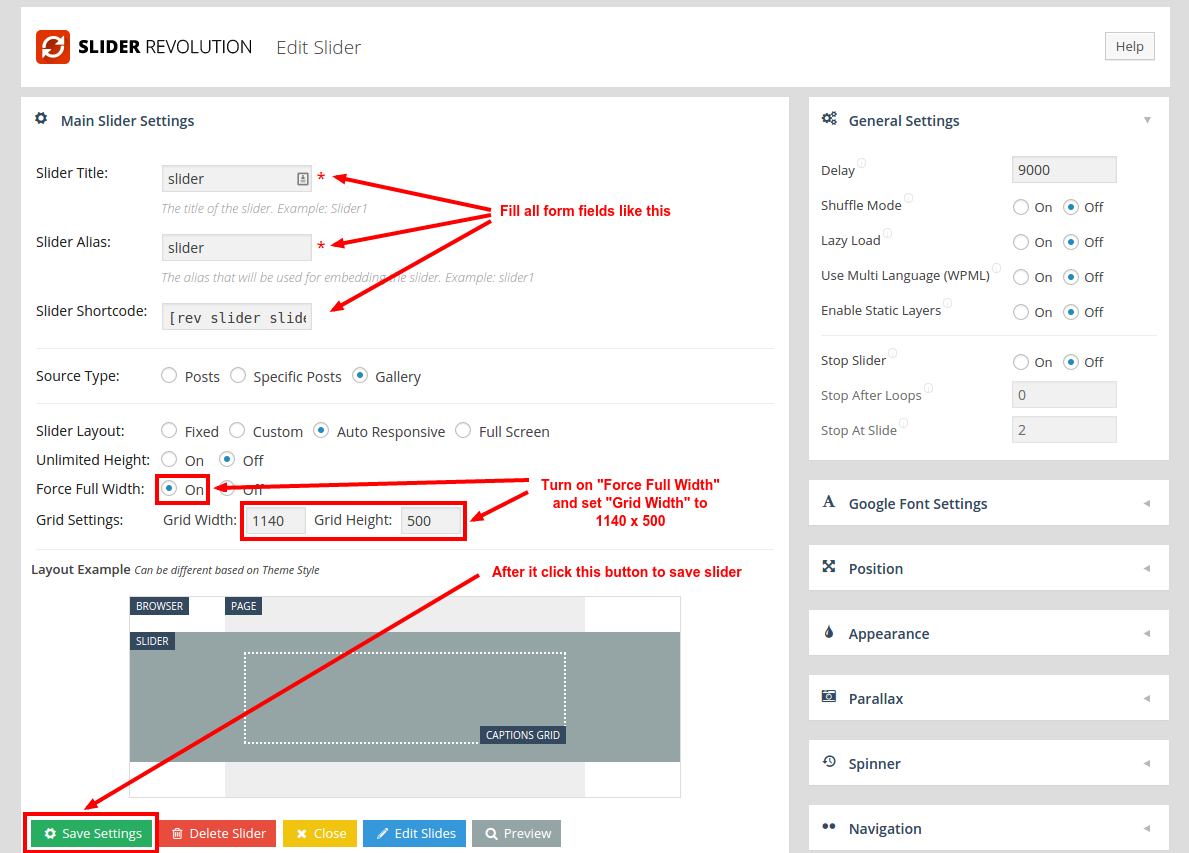 SLIDER REVOLUTION Edit Slider
Help
Main Slider Settings
Slider Title: slider *
The title of the slider. Example: Slider1
Fill all form fields like this
Slider Alias: slider *
The alias that will be used for embedding the slider. Example: slider1
Slider Shortcode: [rev slider slide
Source Type: Posts Specific Posts Gallery
Slider Layout: Fixed Custom Auto Responsive Full Screen
Unlimited Height: On Off
Force Full Width: On Off
Grid Settings: Grid Width: 1140 Grid Height: 500
Turn on "Force Full Width"
and set "Grid Width" to
1140 x 500
Layout Example Can be different based on Theme Style
After it click this button to save slider
BROWSER PAGE
SLIDER
CAPTIONS GRID
Save Settings Delete Slider Close Edit Slides Preview
General Settings
Delay 9000
Shuffle Mode On Off
Lazy Load On Off
Use Multi Language (WPML) On Off
Enable Static Layers On Off
Stop Slider On Off
Stop After Loops 0
Stop At Slide 2
Google Font Settings
Position
Appearance
Parallax
Spinner
Navigation